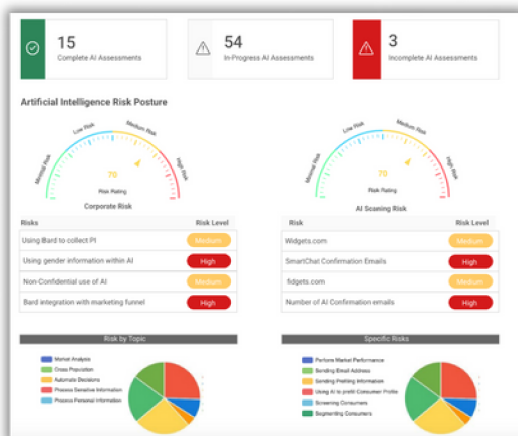 15
Complete AI Assessments
54
In-Progress AI Assessments
3
Incomplete AI Assessments
Artificial Intelligence Risk Posture
Minimal Risk
Low Risk
Medium Risk
High Risk
70
Risk Rating
Corporate Risk
Minimal Risk
Low Risk
Medium Risk
High Risk
70
Risk Rating
AI Scaning Risk
Risks Risk Level
Using Bard to collect PI Medium
Using gender information within AI High
Non-Confidential use of AI Medium
Bard integration with marketing funnel High
Risk Risk Level
Widgets.com Medium
SmartChat Confirmation Emails High
fidgets.com Medium
Number of AI Confirmation emails High
Risk by Topic
Market Analysis
Cross Population
Automate Decisions
Process Sensitive Information
Process Personal Information
Specific Risks
Perform Market Performance
Sending Email Address
Sending Profiling Information
Using AI to profit Consumer Profile
Screening Consumers
Segmenting Consumers